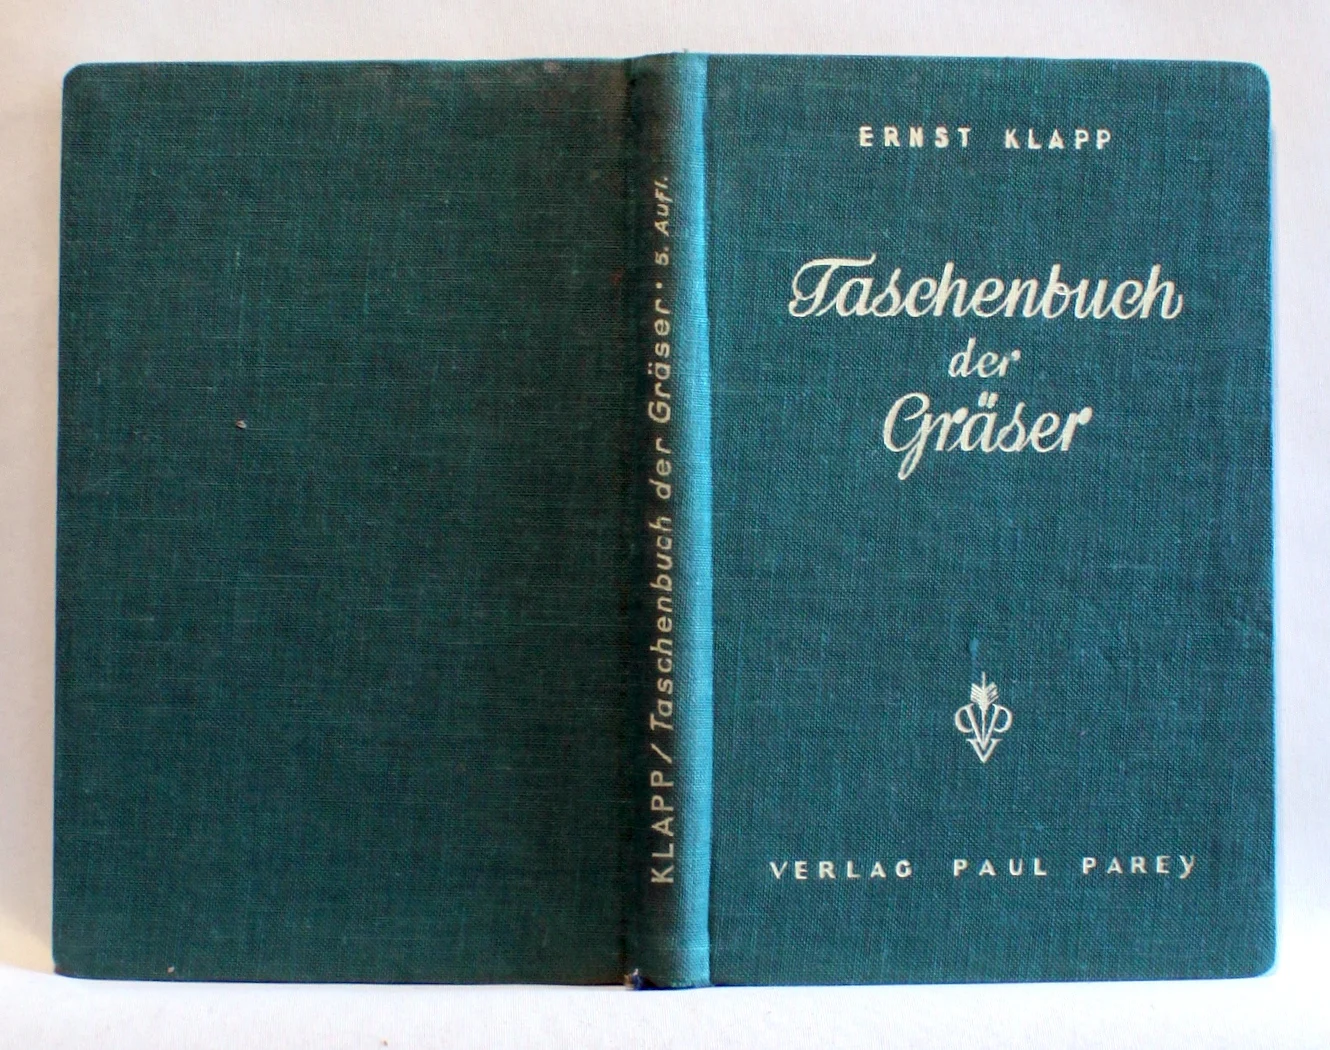 ERNST KLAPP
Taschenbuch
der
Gräser
VERLAG PAUL PAREY
KLAPP / Taschenbuch der Gräser · 5. Aufl.